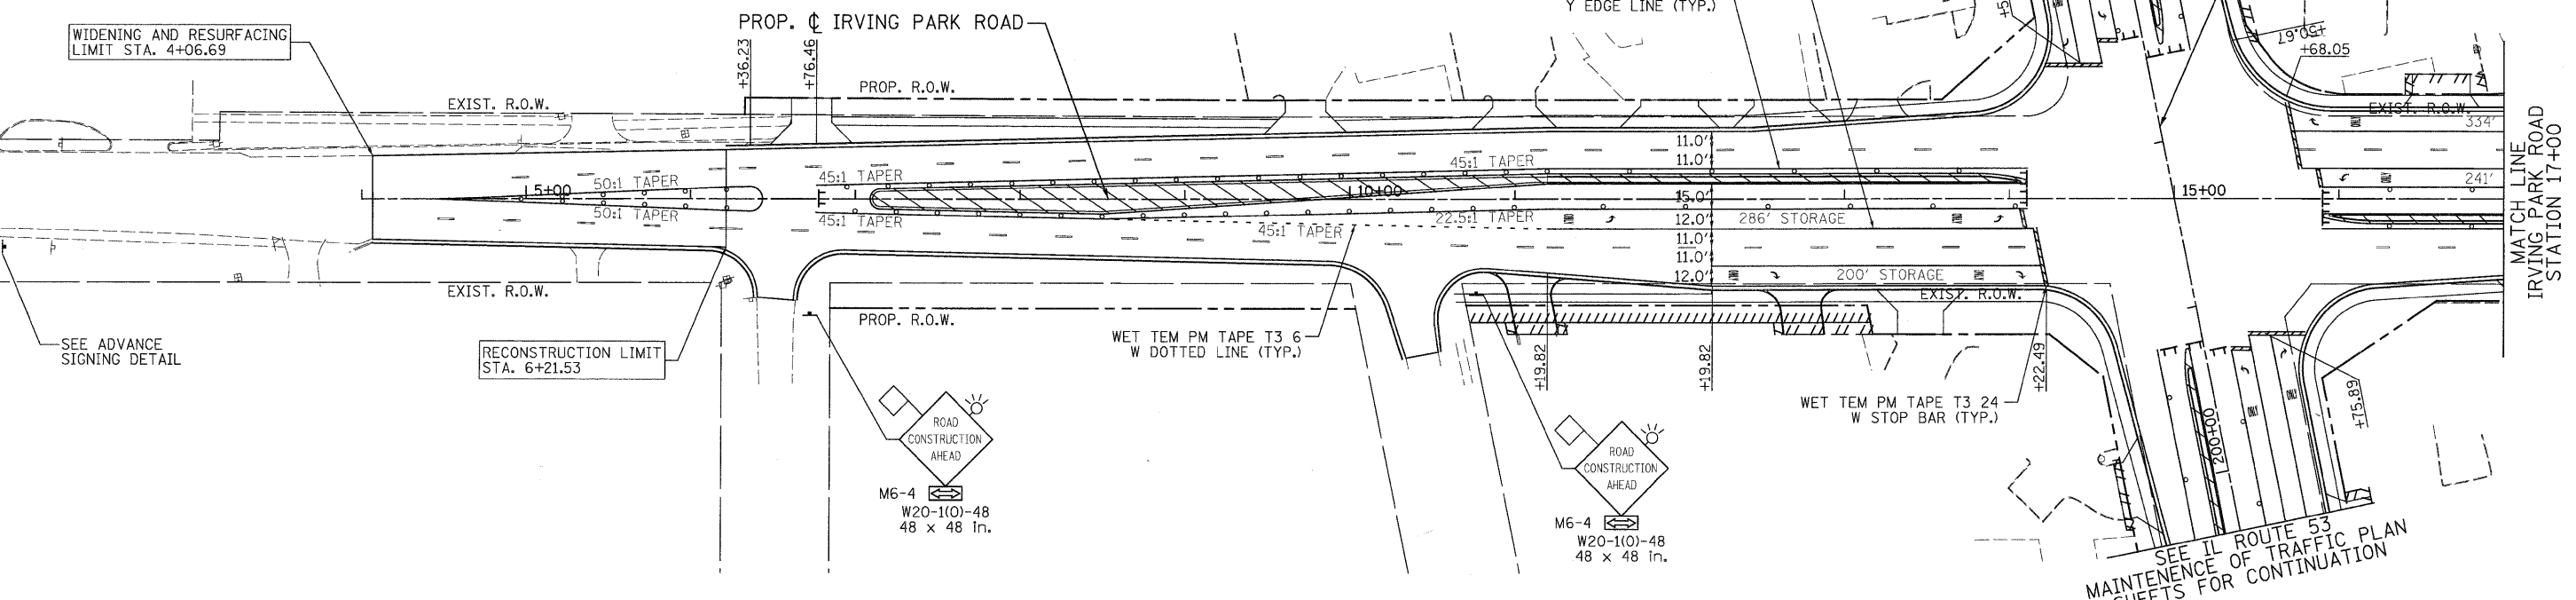 WIDENING AND RESURFACING
LIMIT STA. 4+06.69
PROP. ℄ IRVING PARK ROAD
Y EDGE LINE (TYP.)
+36.23
+76.46
EXIST. R.O.W.
PROP. R.O.W.
+50.67
+68.05
EXIST. R.O.W.
334'
241'
MATCH LINE
IRVING PARK ROAD
STATION 17+00
5+00
50:1 TAPER
50:1 TAPER
45:1 TAPER
45:1 TAPER
45:1 TAPER
10+00
45:1 TAPER
22.5:1 TAPER
11.0'
11.0'
15.0'
12.0'
11.0'
11.0'
12.0'
286' STORAGE
200' STORAGE
15+00
EXIST. R.O.W.
EXIST. R.O.W.
PROP. R.O.W.
SEE ADVANCE
SIGNING DETAIL
RECONSTRUCTION LIMIT
STA. 6+21.53
WET TEM PM TAPE T3 6
W DOTTED LINE (TYP.)
+19.82
+19.82
+22.49
WET TEM PM TAPE T3 24
W STOP BAR (TYP.)
ROAD
CONSTRUCTION
AHEAD
M6-4
W20-1(O)-48
48 x 48 in.
ROAD
CONSTRUCTION
AHEAD
M6-4
W20-1(O)-48
48 x 48 in.
ONLY
ONLY
200+00
+75.89
SEE IL ROUTE 53
MAINTENENCE OF TRAFFIC PLAN
SHEETS FOR CONTINUATION